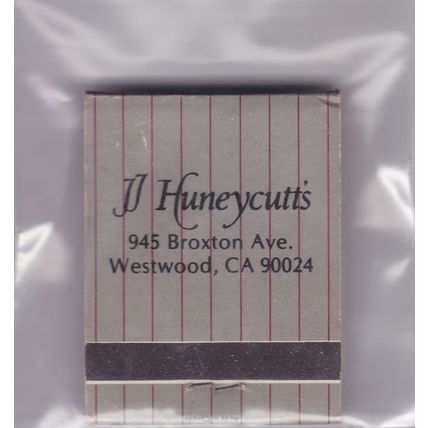 JJ Huneycutt's
945 Broxton Ave.
Westwood, CA 90024